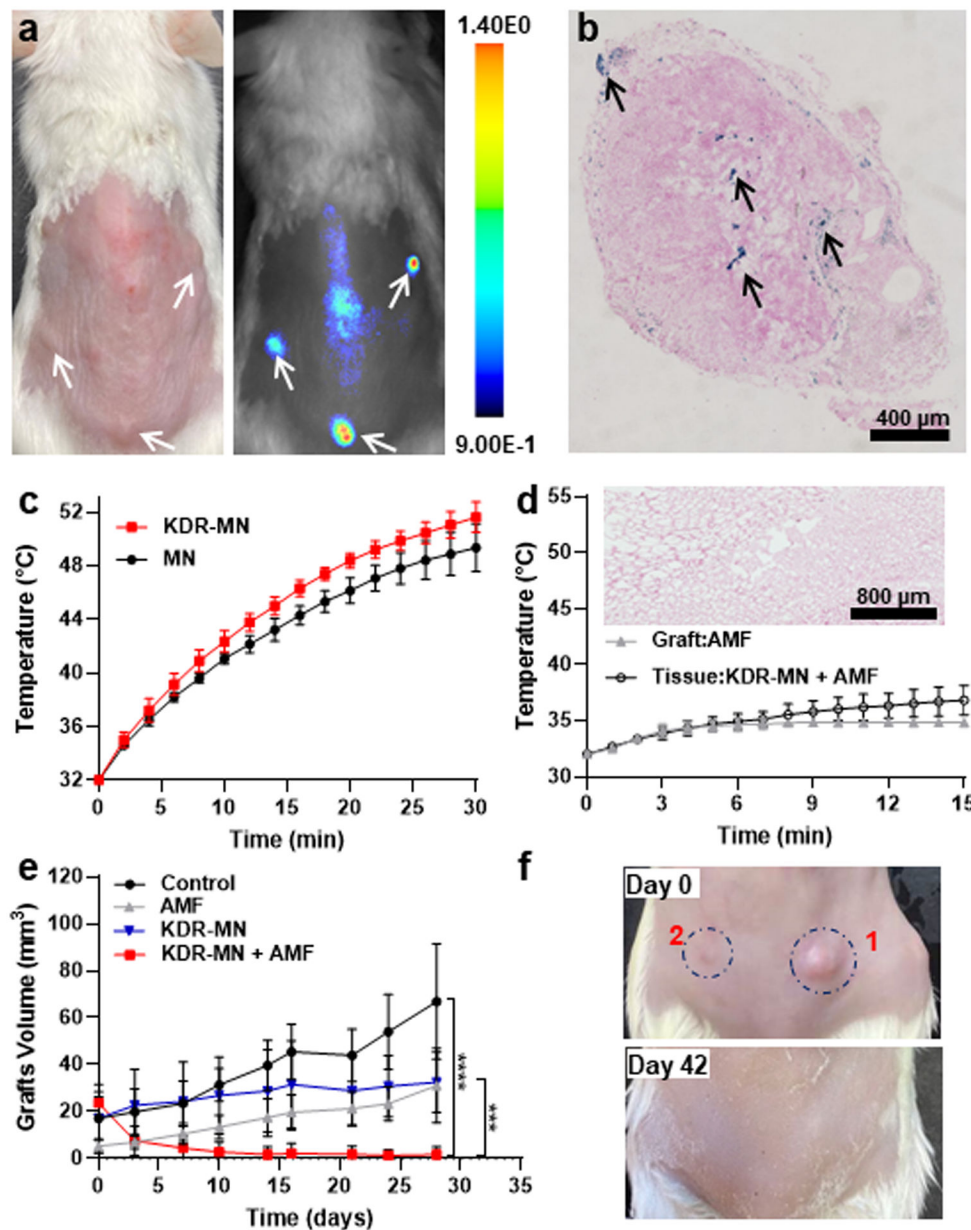 a
1.40E0
9.00E-1
b
400 µm
c
Temperature (°C)
52
48
44
40
36
32
KDR-MN
MN
0 5 10 15 20 25 30
Time (min)
d
Temperature (°C)
55
50
45
40
35
30
800 µm
Graft:AMF
Tissue:KDR-MN + AMF
0 3 6 9 12 15
Time (min)
e
Grafts Volume (mm³)
120
100
80
60
40
20
0
Control
AMF
KDR-MN
KDR-MN + AMF
****
***
0 5 10 15 20 25 30 35
Time (days)
f
Day 0
2
1
Day 42